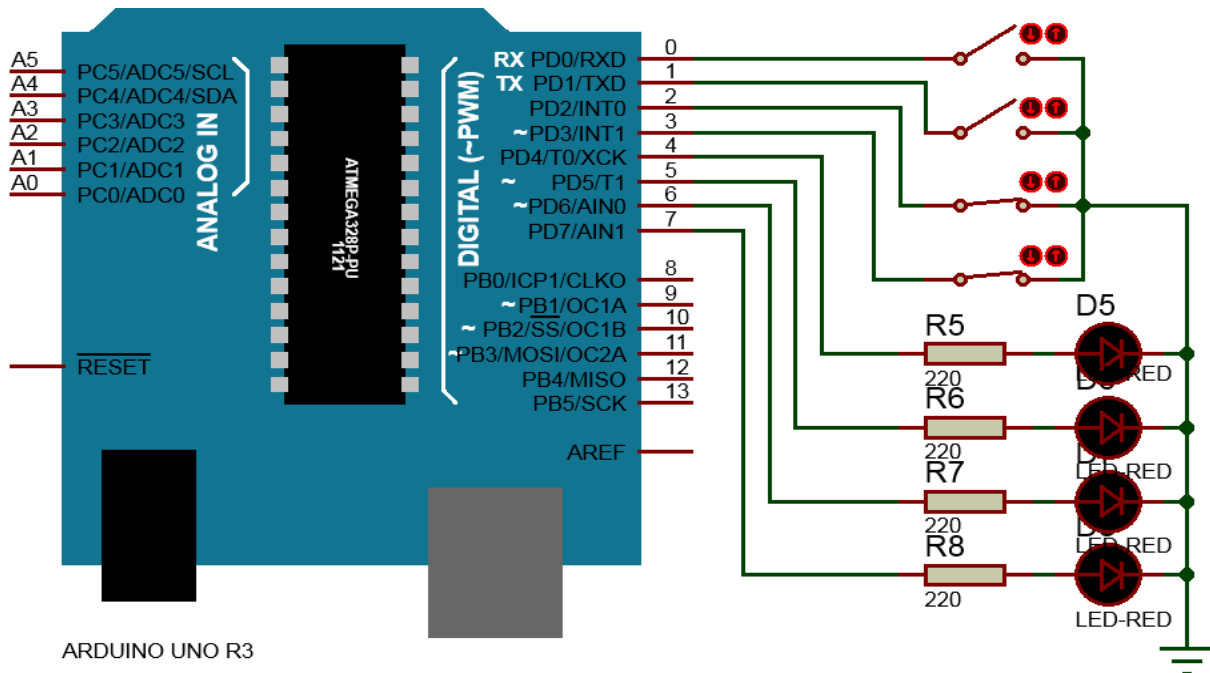 A5
A4
A3
A2
A1
A0
PC5/ADC5/SCL
PC4/ADC4/SDA
PC3/ADC3
PC2/ADC2
PC1/ADC1
PC0/ADC0
ANALOG IN
RESET
ATMEGA328P-PU
1121
DIGITAL (~PWM)
RX PD0/RXD 0
TX PD1/TXD 1
PD2/INT0 2
~PD3/INT1 3
PD4/T0/XCK 4
~ PD5/T1 5
~PD6/AIN0 6
PD7/AIN1 7
PB0/ICP1/CLKO 8
~PB1/OC1A 9
~ PB2/SS/OC1B 10
~PB3/MOSI/OC2A 11
PB4/MISO 12
PB5/SCK 13
AREF
R5
220
D5
LED-RED
R6
220
LED-RED
R7
220
LED-RED
R8
220
LED-RED
ARDUINO UNO R3